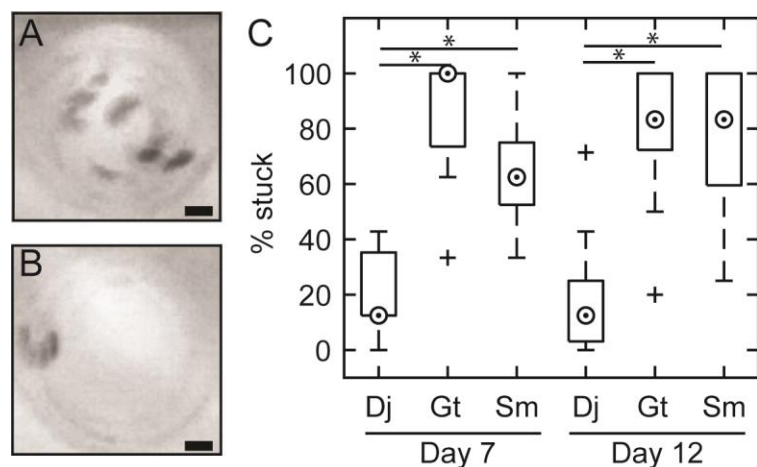 A
B
C
% stuck
100
80
60
40
20
0
* * * *
+ + + +
Dj Gt Sm Dj Gt Sm
Day 7 Day 12